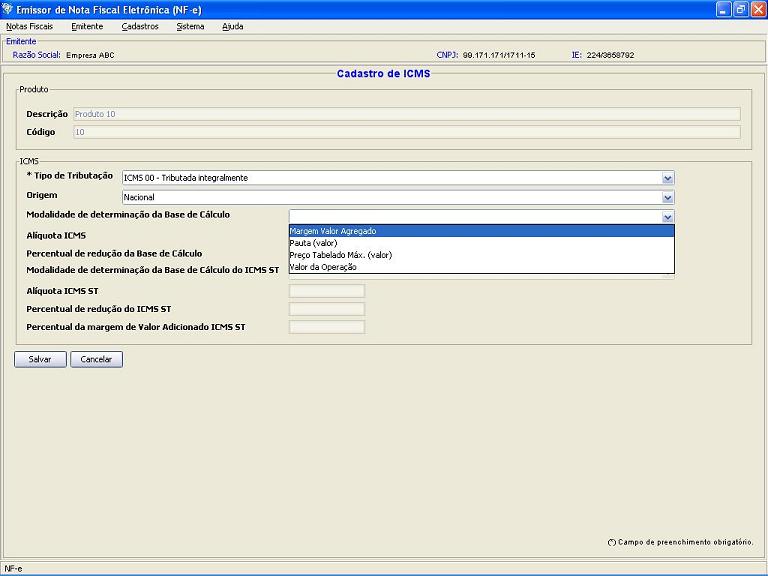 Emissor de Nota Fiscal Eletrônica (NF-e)
Notas Fiscais Emitente Cadastros Sistema Ajuda
Emitente
Razão Social: Empresa ABC CNPJ: 99.171.171/1711-15 IE: 224/3658792
Cadastro de ICMS
Produto
Descrição Produto 10
Código 10
ICMS
* Tipo de Tributação ICMS 00 - Tributada integralmente
Origem Nacional
Modalidade de determinação da Base de Cálculo
Margem Valor Agregado
Alíquota ICMS
Pauta (valor)
Percentual de redução da Base de Cálculo
Preço Tabelado Máx. (valor)
Modalidade de determinação da Base de Cálculo do ICMS ST
Valor da Operação
Alíquota ICMS ST
Percentual de redução do ICMS ST
Percentual da margem de Valor Adicionado ICMS ST
Salvar Cancelar
(*) Campo de preenchimento obrigatório.
NF-e